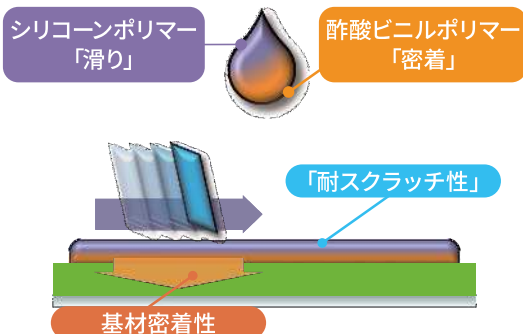 シリコーンポリマー
「滑り」
酢酸ビニルポリマー
「密着」
「耐スクラッチ性」
基材密着性